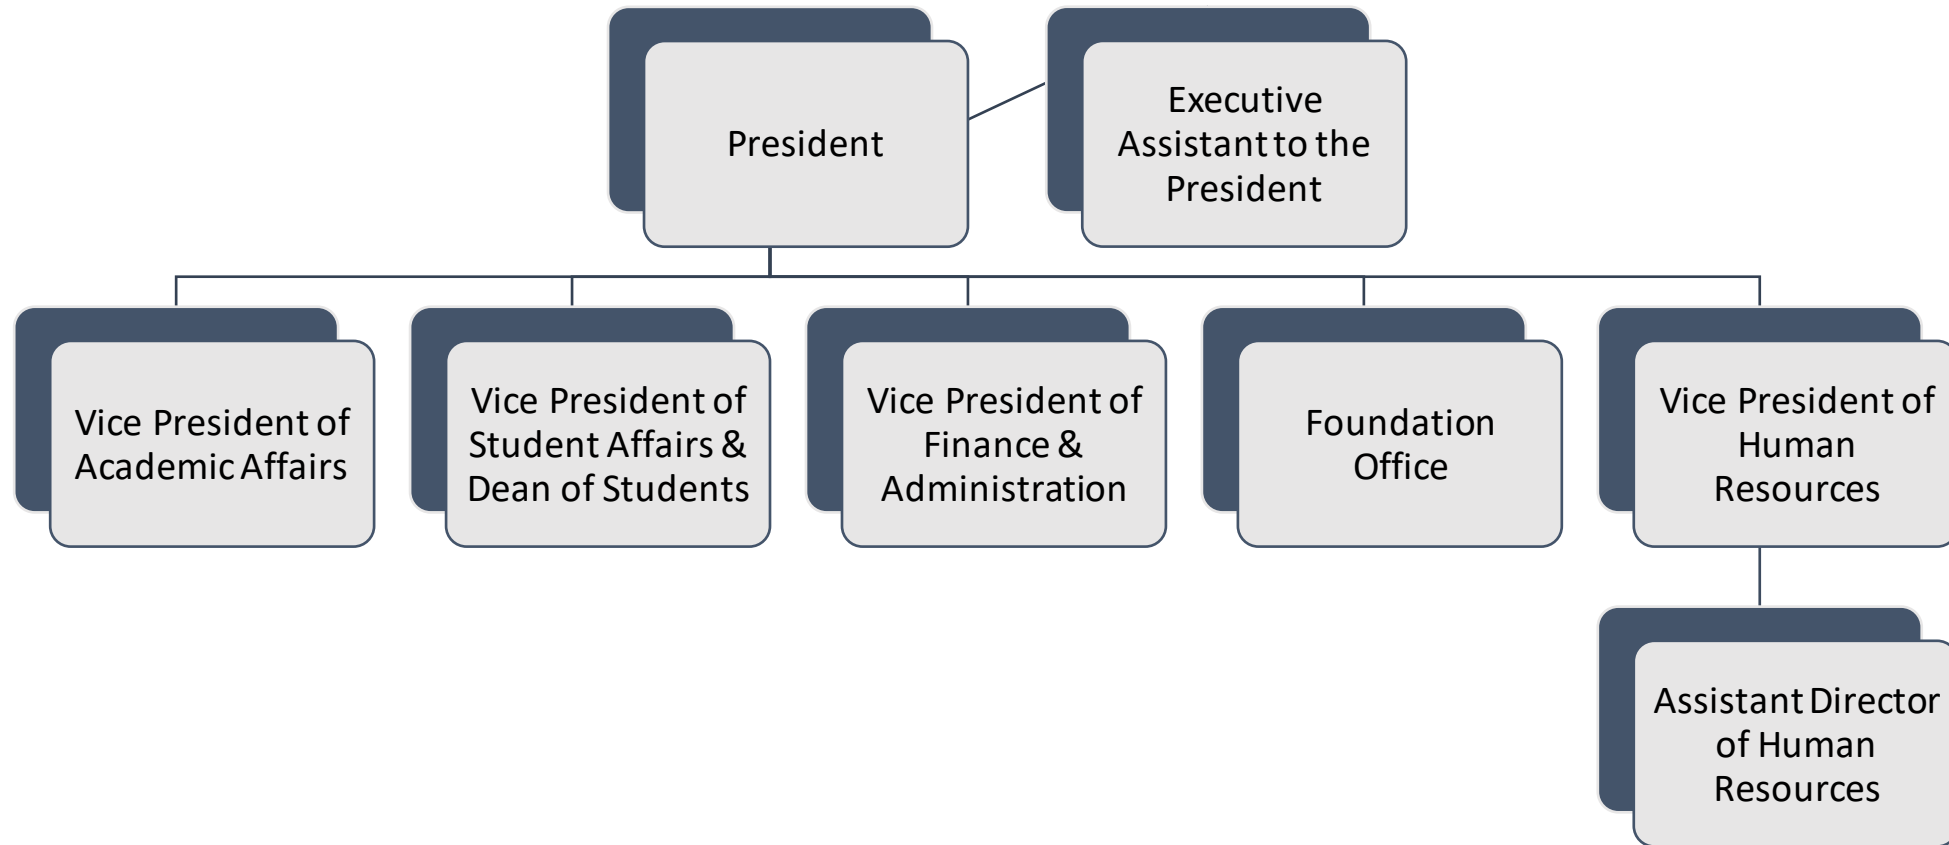 President
Executive
Assistant to the
President
Vice President of
Academic Affairs
Vice President of
Student Affairs &
Dean of Students
Vice President of
Finance &
Administration
Foundation
Office
Vice President of
Human
Resources
Assistant Director
of Human
Resources